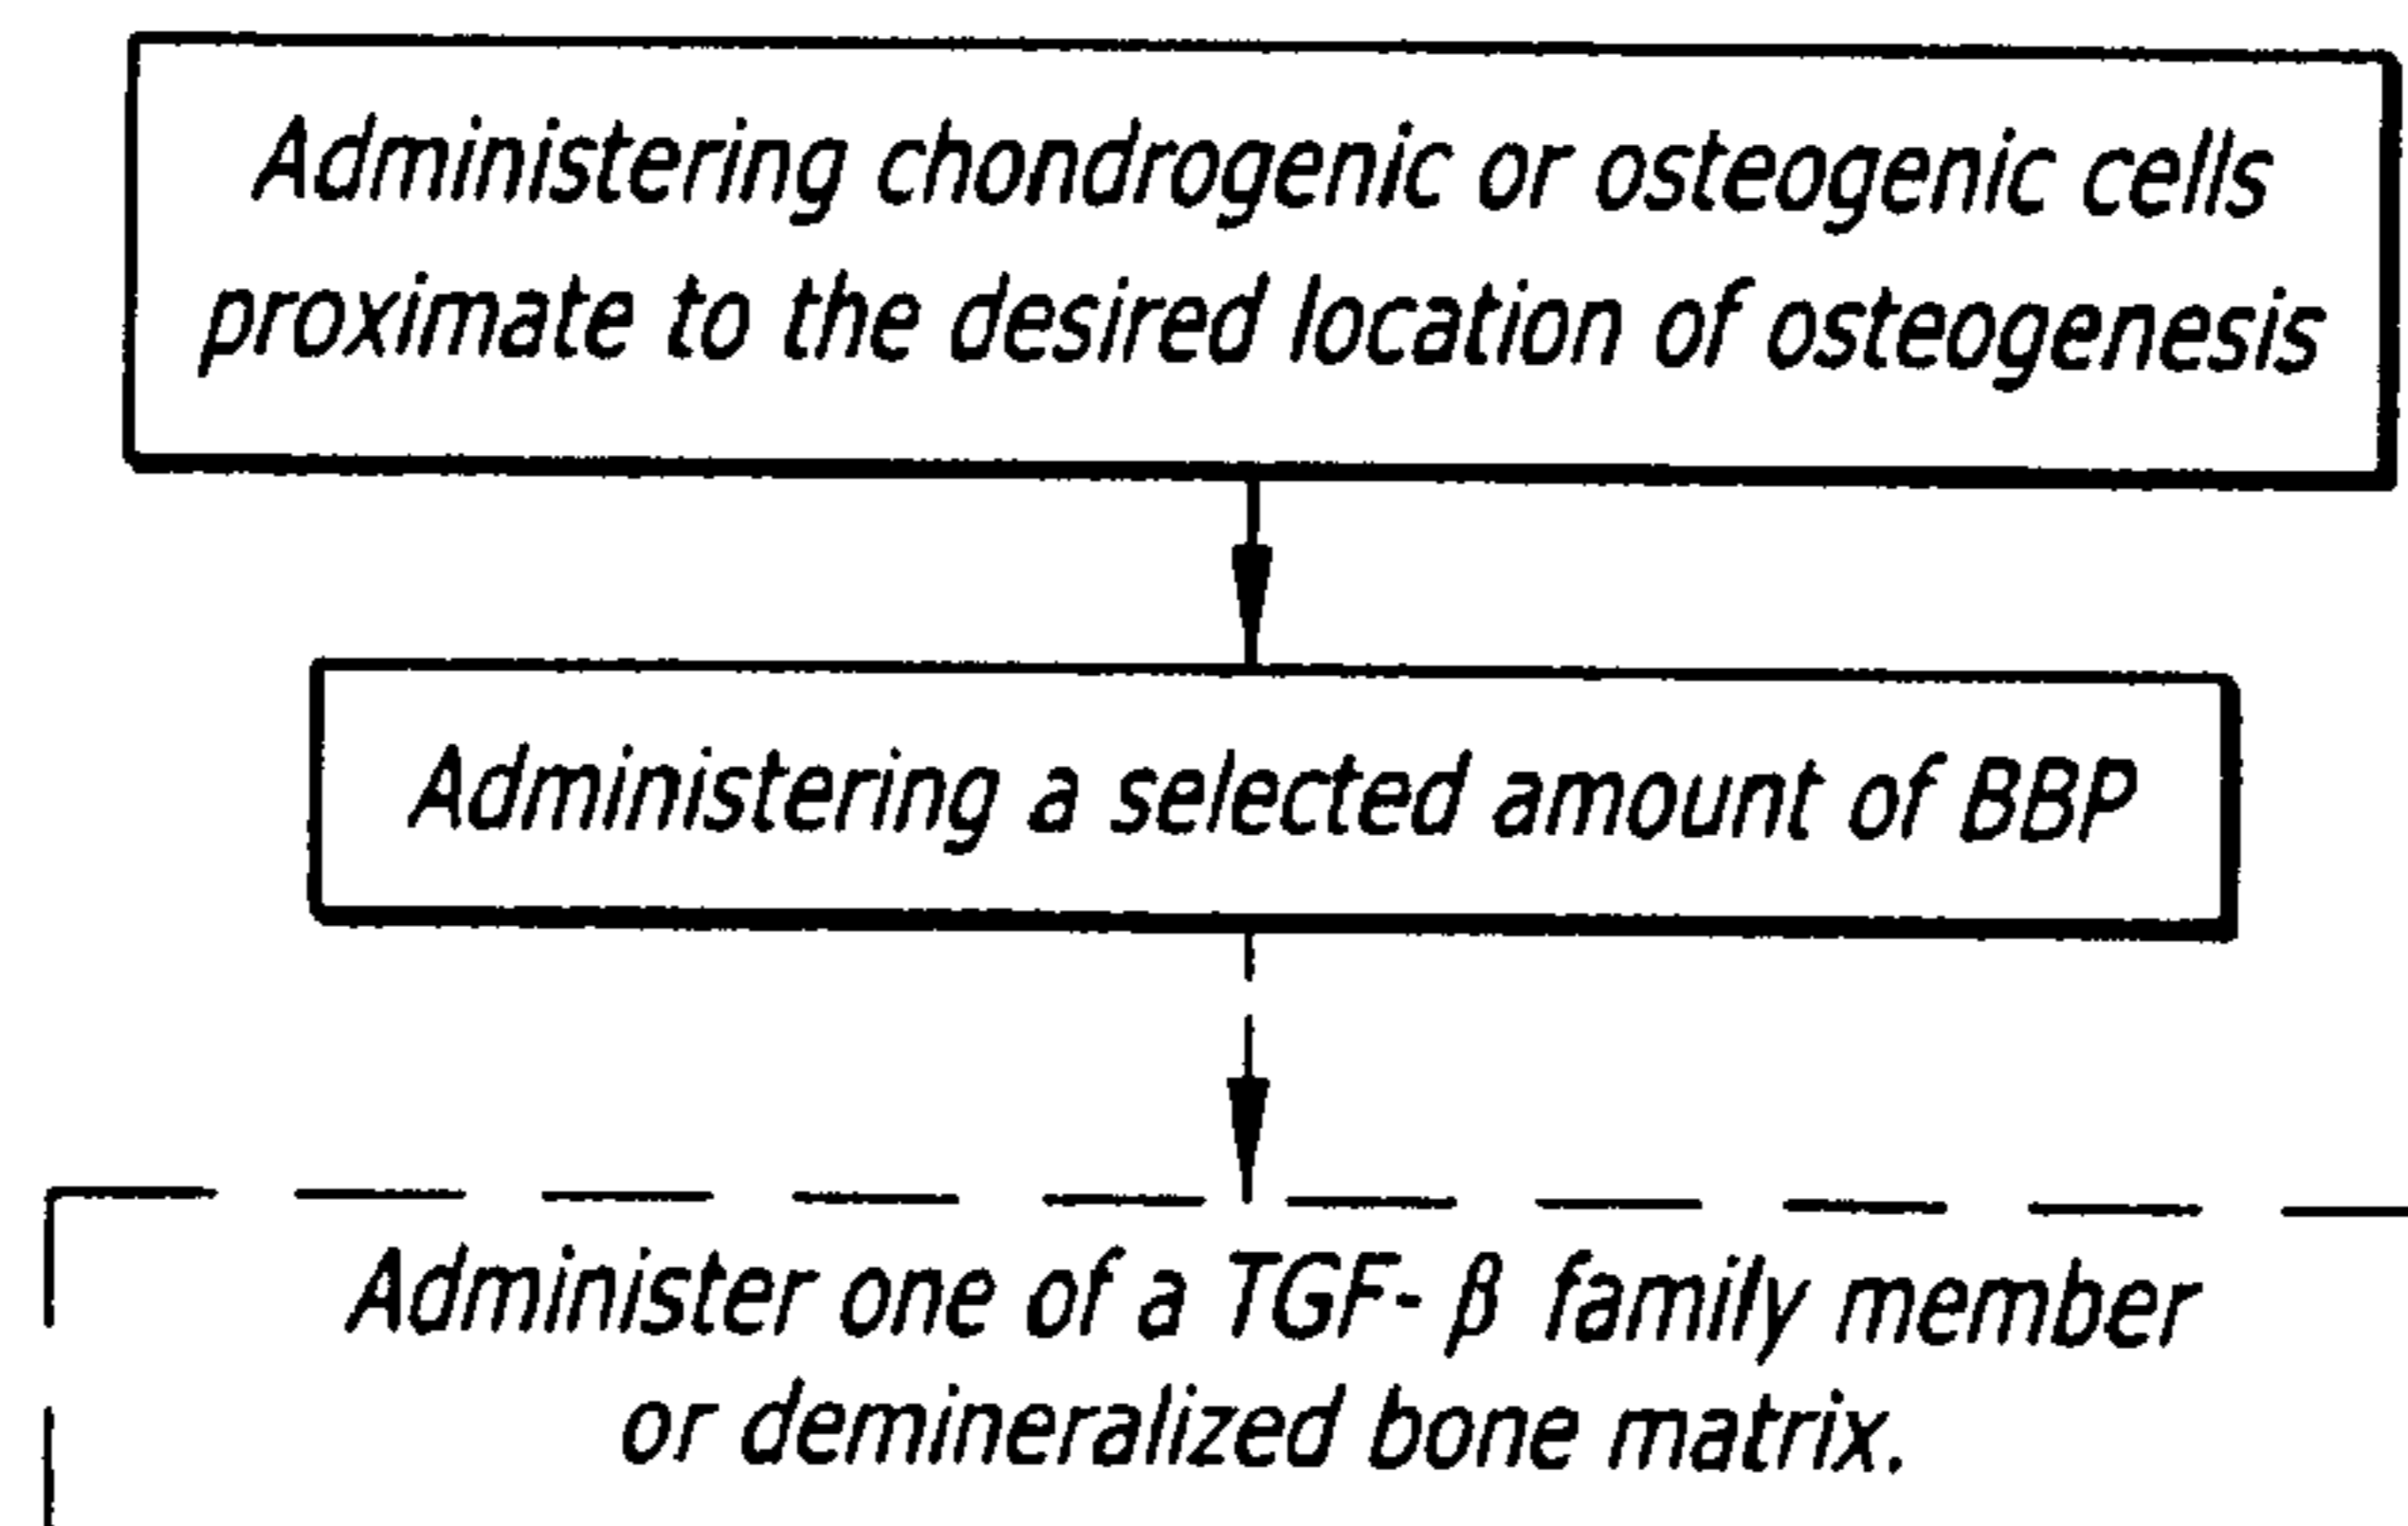 Administering chondrogenic or osteogenic cells
proximate to the desired location of osteogenesis
Administering a selected amount of BBP
Administer one of a TGF- β family member
or demineralized bone matrix.